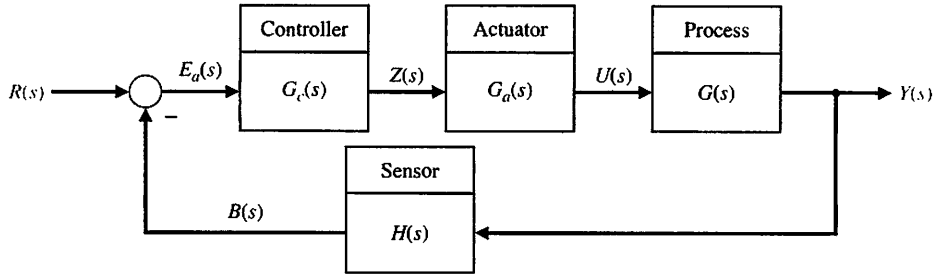 Controller
Actuator
Process
R(s)
E_a(s)
G_c(s)
Z(s)
G_a(s)
U(s)
G(s)
Y(s)
−
Sensor
B(s)
H(s)